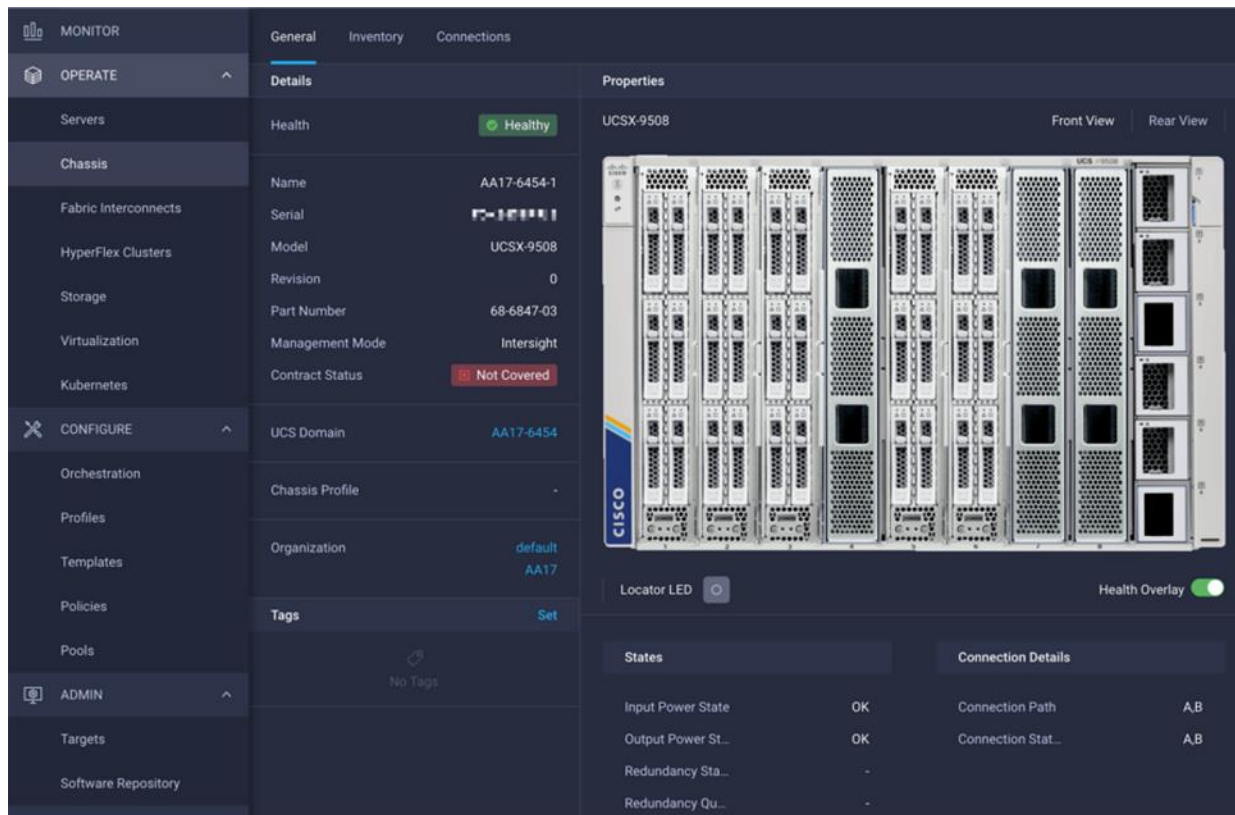 MONITOR
OPERATE
Servers
Chassis
Fabric Interconnects
HyperFlex Clusters
Storage
Virtualization
Kubernetes
CONFIGURE
Orchestration
Profiles
Templates
Policies
Pools
ADMIN
Targets
Software Repository
General Inventory Connections
Details
Health Healthy
Name AA17-6454-1
Serial
Model UCSX-9508
Revision 0
Part Number 68-6847-03
Management Mode Intersight
Contract Status Not Covered
UCS Domain AA17-6454
Chassis Profile -
Organization default
AA17
Tags Set
No Tags
Properties
UCSX-9508 Front View Rear View
CISCO
Locator LED Health Overlay
States
Input Power State OK
Output Power St... OK
Redundancy Sta... -
Redundancy Qu... -
Connection Details
Connection Path A,B
Connection Stat... A,B